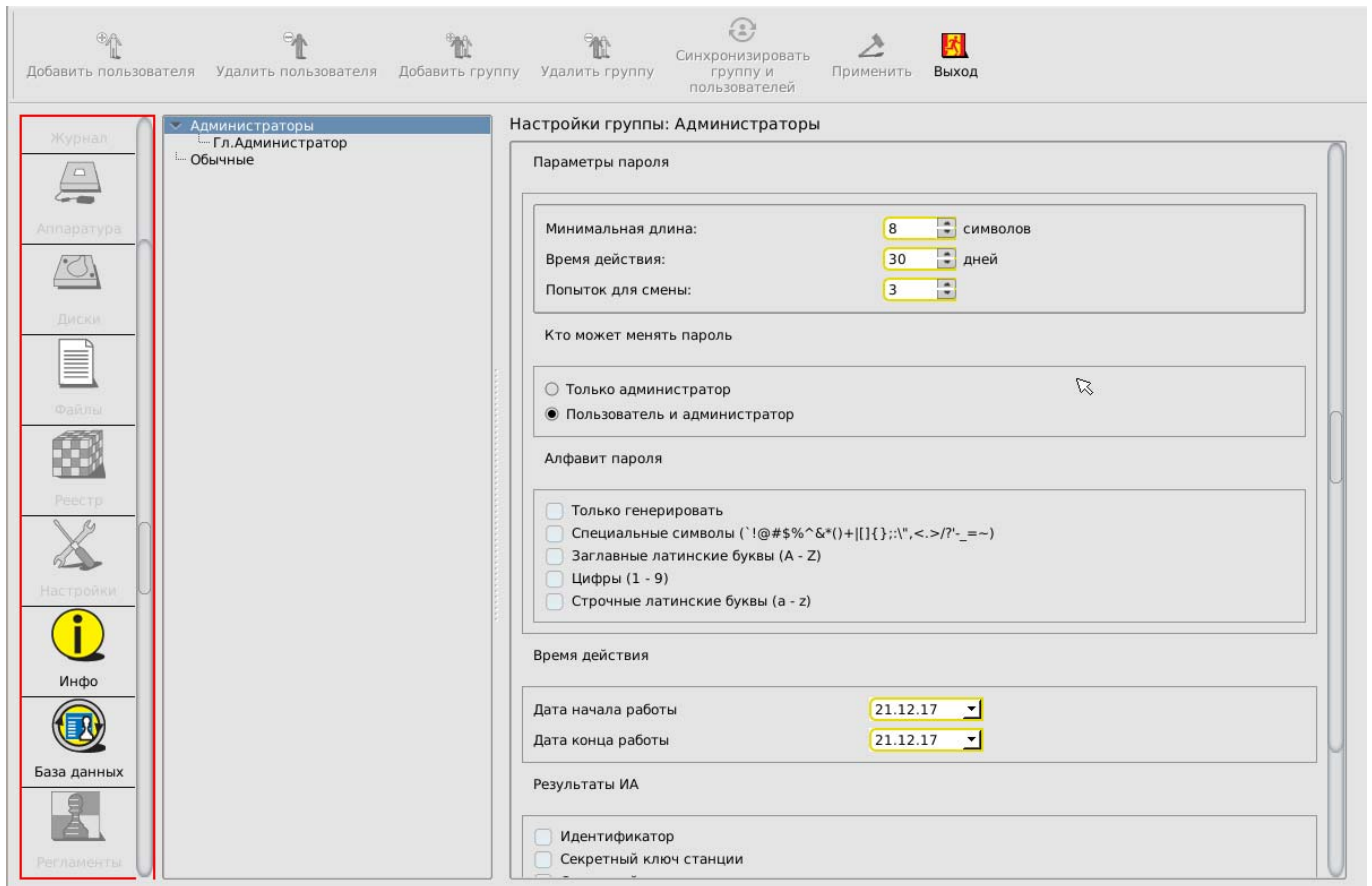 Добавить пользователя
Удалить пользователя
Добавить группу
Удалить группу
Синхронизировать
группу и
пользователей
Применить
Выход
Журнал
Аппаратура
Диски
Файлы
Реестр
Настройки
Инфо
База данных
Регламенты
Администраторы
Гл.Администратор
Обычные
Настройки группы: Администраторы
Параметры пароля
Минимальная длина: 8 символов
Время действия: 30 дней
Попыток для смены: 3
Кто может менять пароль
Только администратор
Пользователь и администратор
Алфавит пароля
Только генерировать
Специальные символы (`!@#$%^&*()+|[]{};:\",<.>/?'-_=~)
Заглавные латинские буквы (A - Z)
Цифры (1 - 9)
Строчные латинские буквы (a - z)
Время действия
Дата начала работы 21.12.17
Дата конца работы 21.12.17
Результаты ИА
Идентификатор
Секретный ключ станции